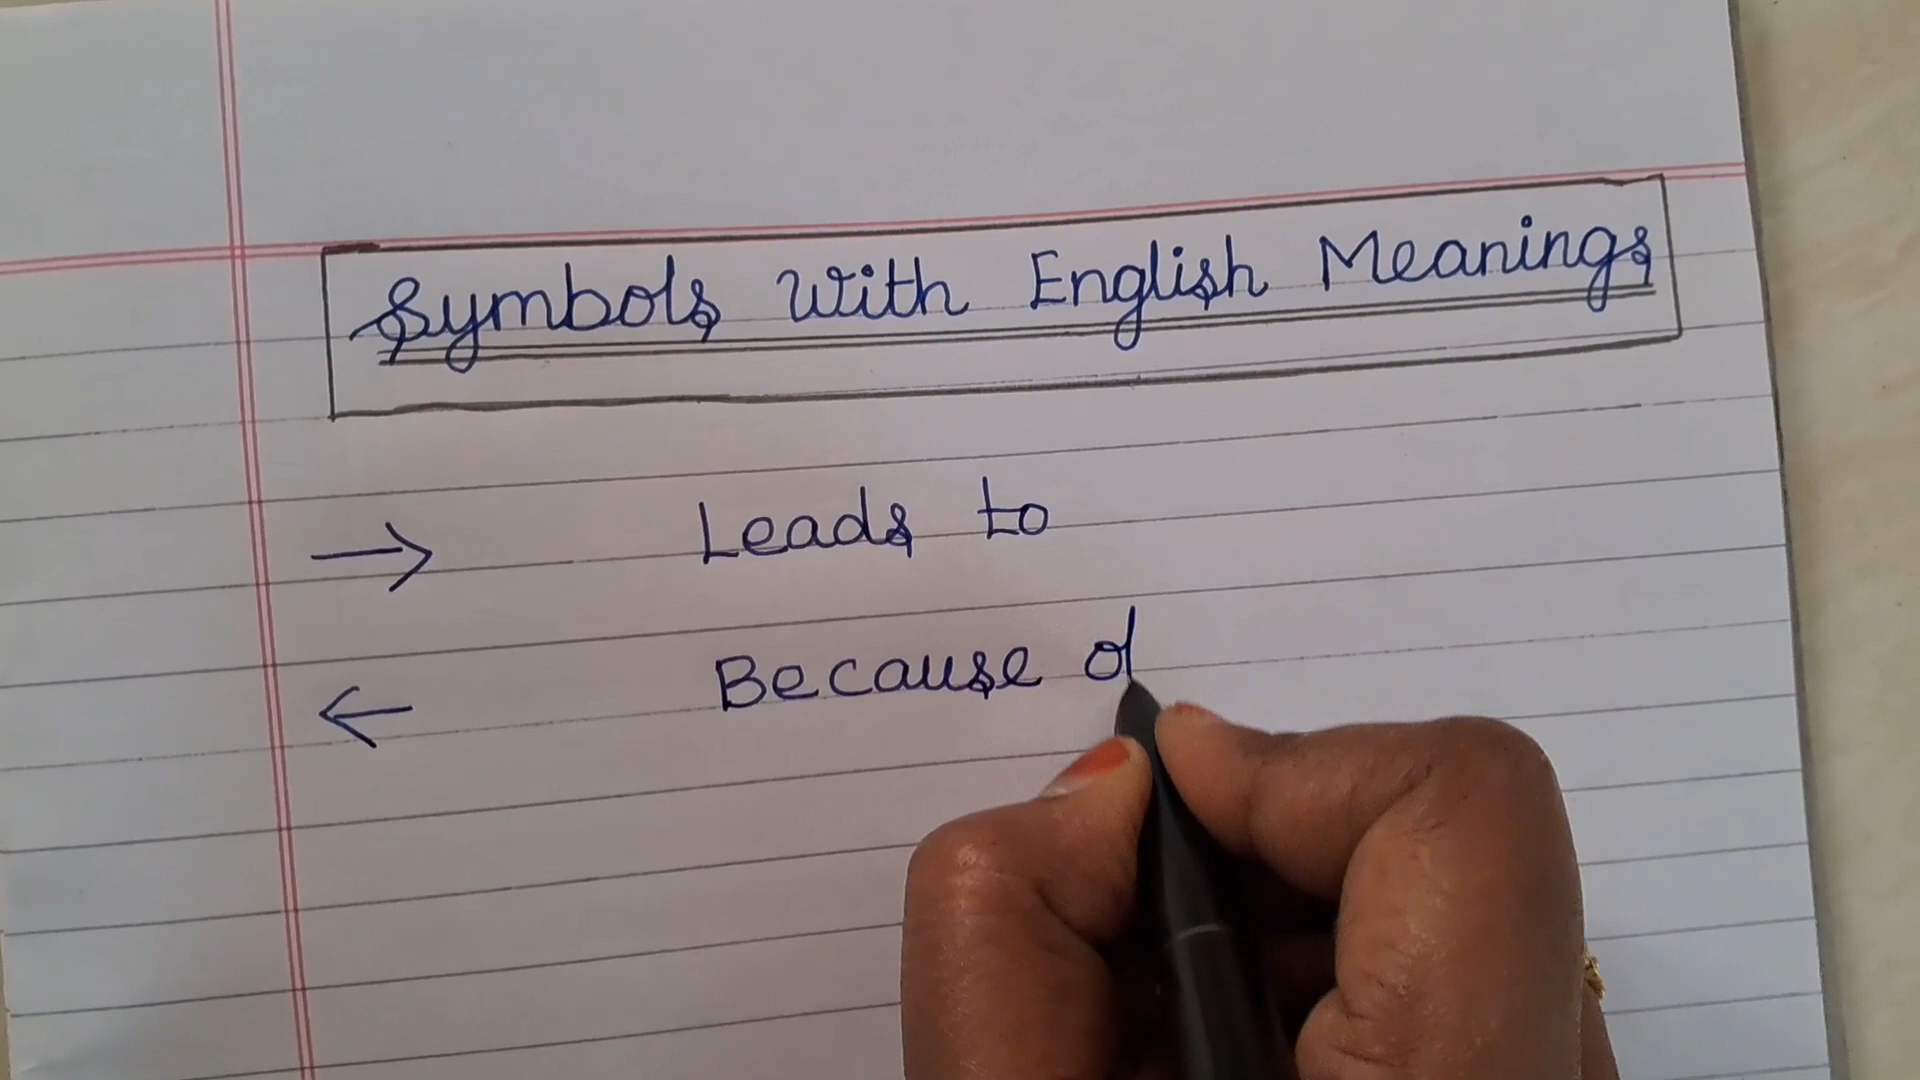 Symbols with English Meanings
→ Leads to
← Because of